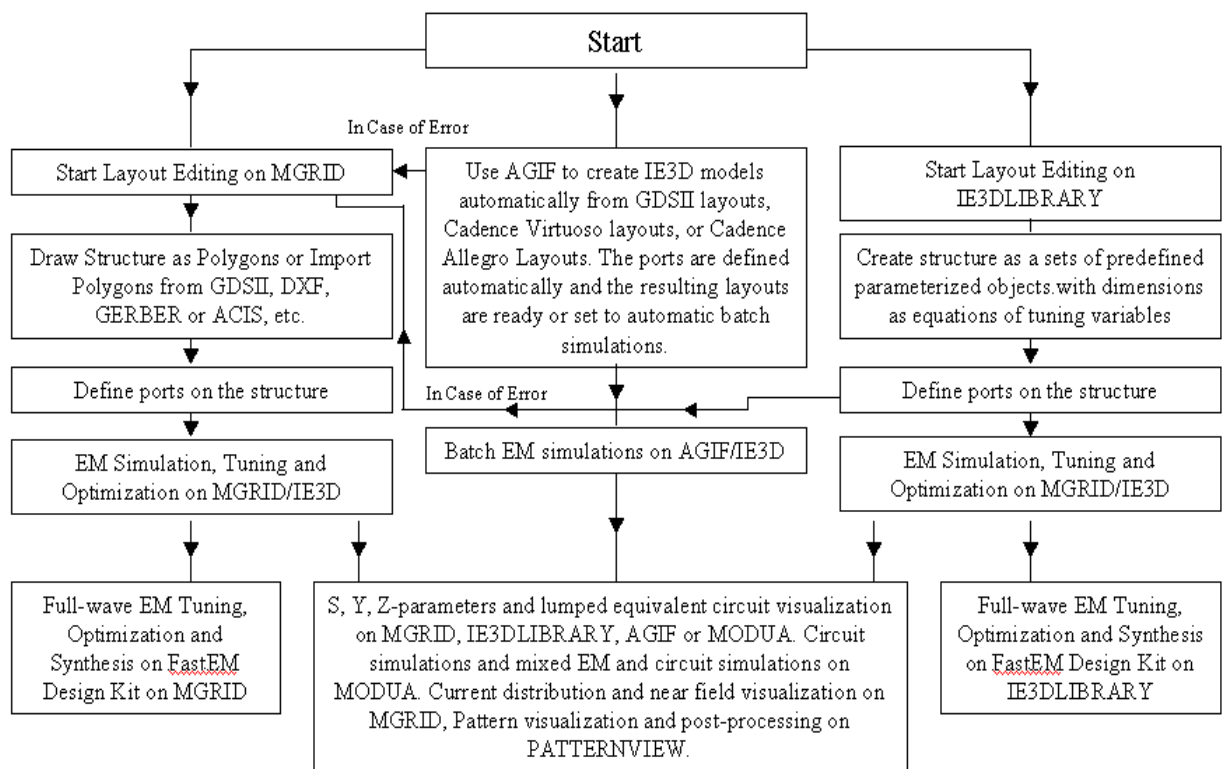 Start
In Case of Error
Start Layout Editing on MGRID
Use AGIF to create IE3D models
automatically from GDSII layouts,
Cadence Virtuoso layouts, or Cadence
Allegro Layouts. The ports are defined
automatically and the resulting layouts
are ready or set to automatic batch
simulations.
Start Layout Editing on
IE3DLIBRARY
Draw Structure as Polygons or Import
Polygons from GDSII, DXF,
GERBER or ACIS, etc.
Create structure as a sets of predefined
parameterized objects.with dimensions
as equations of tuning variables
Define ports on the structure
In Case of Error
Define ports on the structure
EM Simulation, Tuning and
Optimization on MGRID/IE3D
Batch EM simulations on AGIF/IE3D
EM Simulation, Tuning and
Optimization on MGRID/IE3D
Full-wave EM Tuning,
Optimization and
Synthesis on FastEM
Design Kit on MGRID
S, Y, Z-parameters and lumped equivalent circuit visualization
on MGRID, IE3DLIBRARY, AGIF or MODUA. Circuit
simulations and mixed EM and circuit simulations on
MODUA. Current distribution and near field visualization on
MGRID, Pattern visualization and post-processing on
PATTERNVIEW.
Full-wave EM Tuning,
Optimization and Synthesis
on FastEM Design Kit on
IE3DLIBRARY